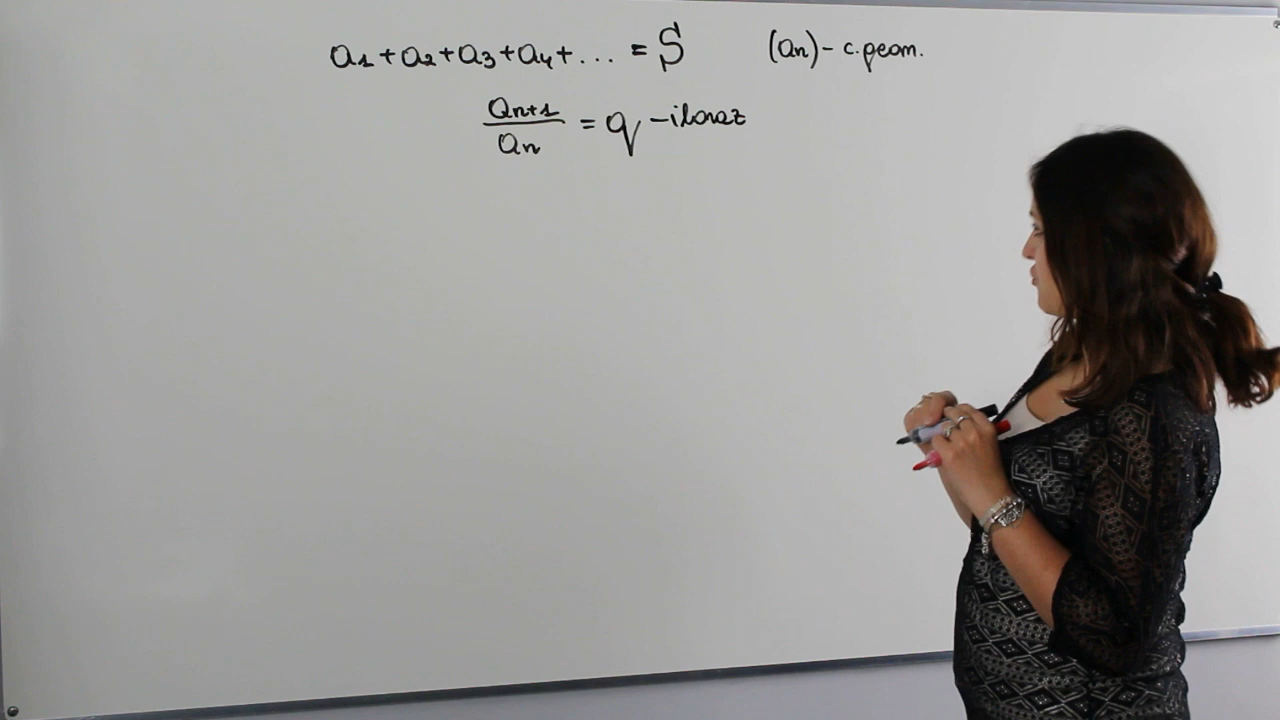 a₁+a₂+a₃+a₄+... = S (an) - c.geom.
an+1/an = q - iloraz